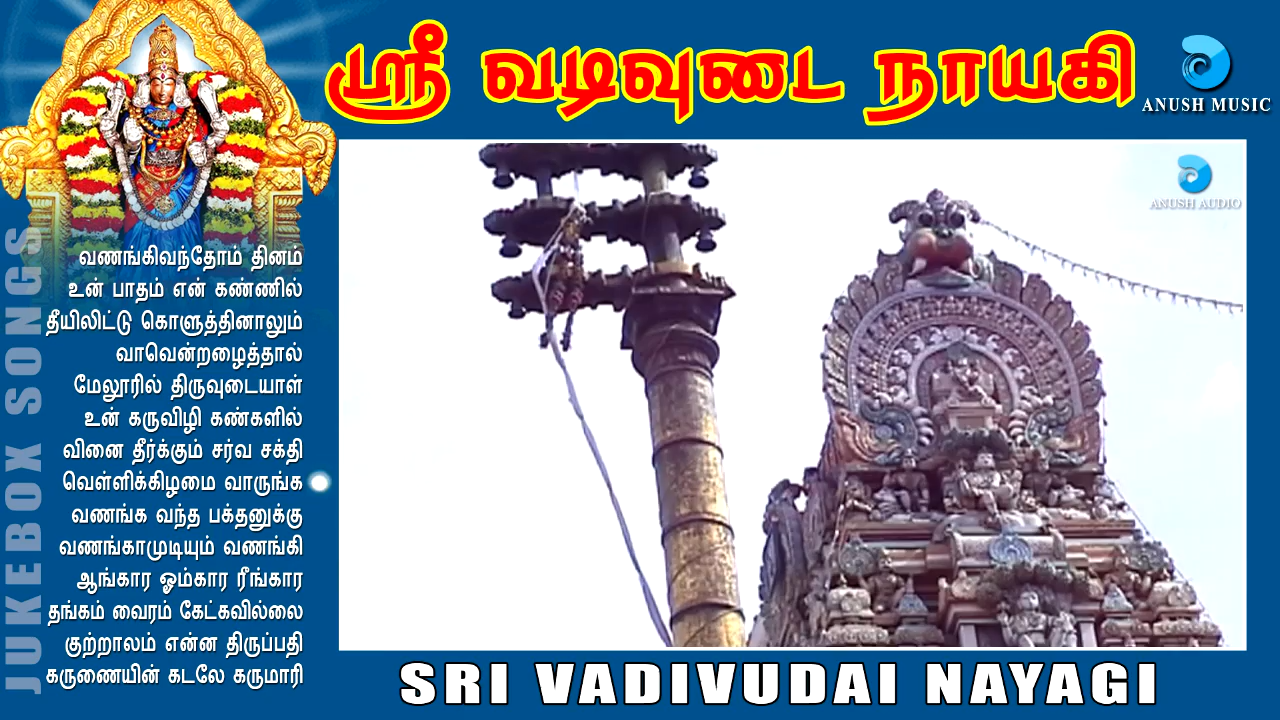 ஸ்ரீ வடிவுடை நாயகி
ANUSH MUSIC
ANUSH AUDIO
JUKEBOX SONGS
வணங்கிவந்தோம் தினம்
உன் பாதம் என் கண்ணில்
தீயிலிட்டு கொளுத்தினாலும்
வாவென்றழைத்தால்
மேலூரில் திருவுடையாள்
உன் கருவிழி கண்களில்
வினை தீர்க்கும் சர்வ சக்தி
வெள்ளிக்கிழமை வாருங்க
வணங்க வந்த பக்தனுக்கு
வணங்காமுடியும் வணங்கி
ஆங்கார ஓம்கார ரீங்கார
தங்கம் வைரம் கேட்கவில்லை
குற்றாலம் என்ன திருப்பதி
கருணையின் கடலே கருமாரி
SRI VADIVUDAI NAYAGI